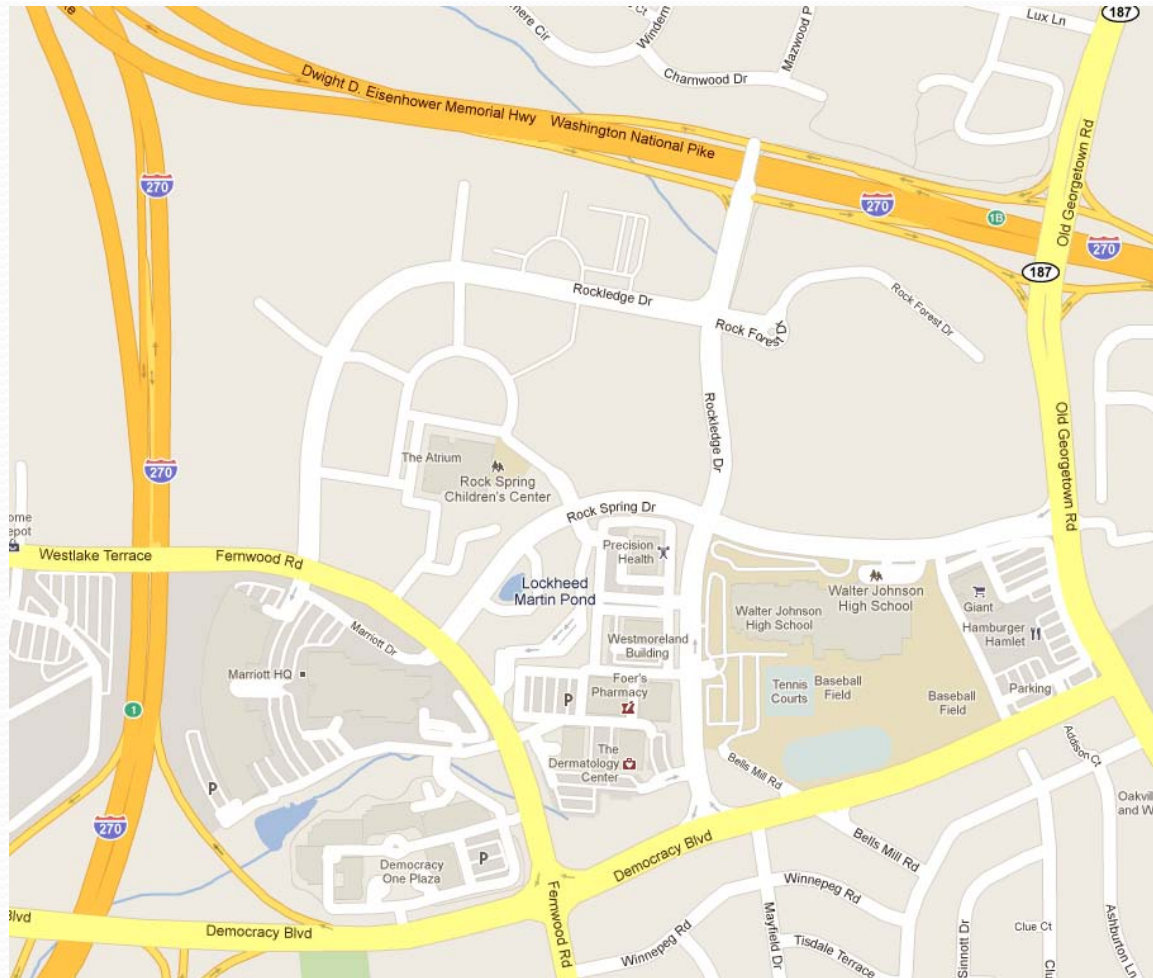 187
Lux Ln
Mazwood P
Charnwood Dr
Dwight D. Eisenhower Memorial Hwy
Washington National Pike
Old Georgetown Rd
270
270
1B
270
187
Rockledge Dr
Rock Forest
Dr
Rock Forest Dr
Rockledge Dr
Old Georgetown Rd
The Atrium
270
Rock Spring
Children's Center
Rock Spring Dr
Westlake Terrace
Fernwood Rd
Precision
Health
Lockheed
Martin Pond
Walter Johnson
High School
Walter Johnson
High School
Giant
Hamburger
Hamlet
Marriott Dr
Westmoreland
Building
Marriott HQ
Foer's
Pharmacy
P
Tennis
Courts
Baseball
Field
Baseball
Field
Parking
1
The
Dermatology
Center
Bells Mill Rd
Addison Ct
P
270
Democracy Blvd
Bells Mill Rd
Democracy
One Plaza
P
Winnepeg Rd
Fernwood Rd
Mayfield Dr
Democracy Blvd
Winnepeg Rd
Tisdale Terrace
Sinnott Dr
Clue Ct
Ashburton Ln